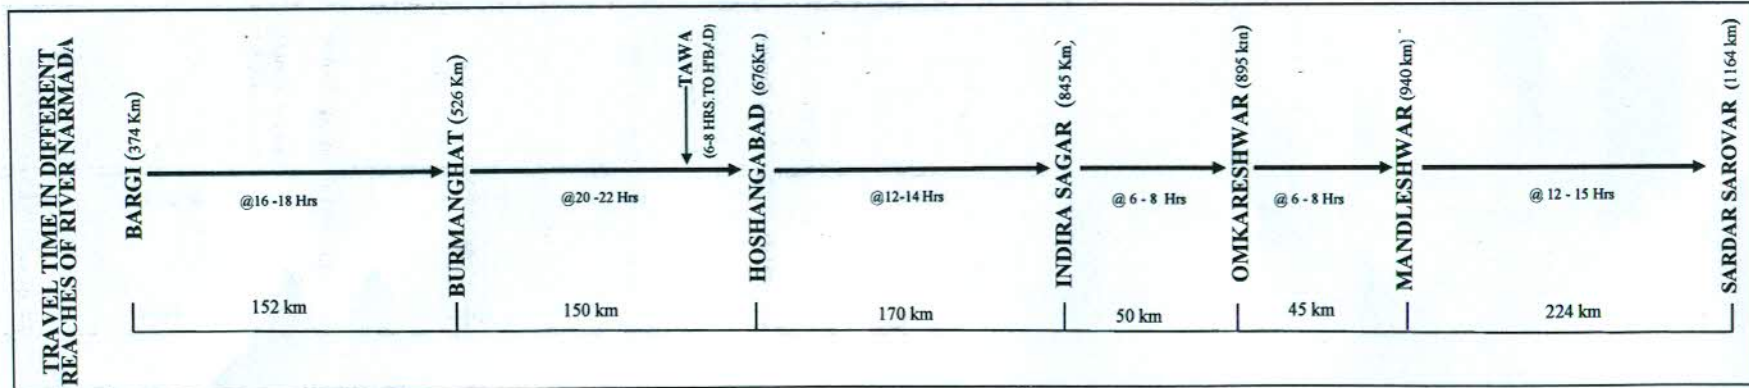 TRAVEL TIME IN DIFFERENT
REACHES OF RIVER NARMADA
BARGI (374 Km)
@16 -18 Hrs
BURMANGHAT (526 Km)
@20 -22 Hrs
TAWA
(6-8 HRS. TO H'BAD)
HOSHANGABAD (676Km)
@12-14 Hrs
INDIRA SAGAR (845 Km)
@ 6 - 8 Hrs
OMKARESHWAR (895 km)
@ 6 - 8 Hrs
MANDLESHWAR (940 km)
@ 12 - 15 Hrs
SARDAR SAROVAR (1164 km)
152 km
150 km
170 km
50 km
45 km
224 km